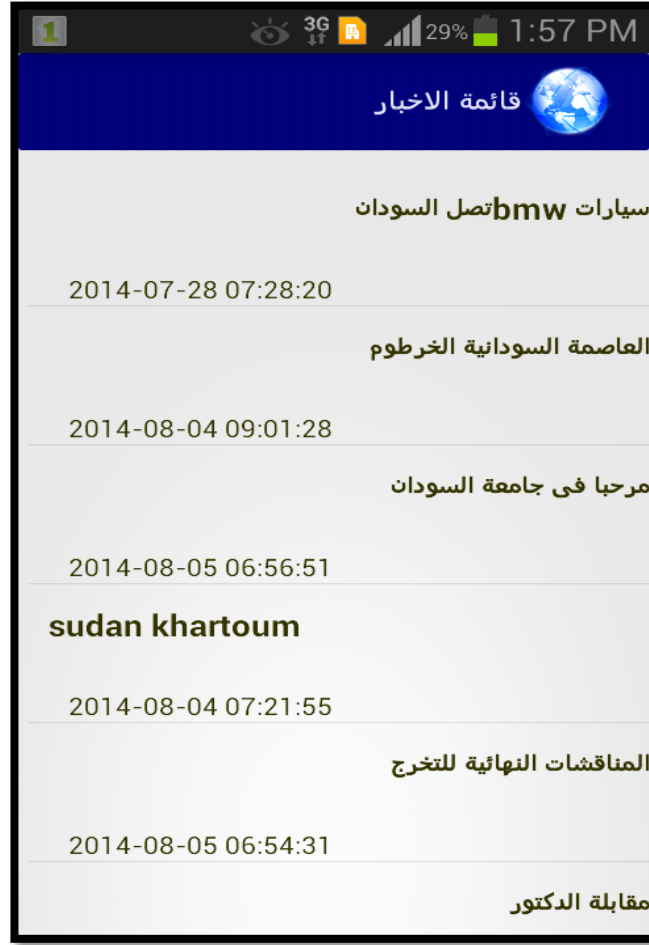 1 3G 29% 1:57 PM
قائمة الاخبار
سيارات bmwتصل السودان
2014-07-28 07:28:20
العاصمة السودانية الخرطوم
2014-08-04 09:01:28
مرحبا فى جامعة السودان
2014-08-05 06:56:51
sudan khartoum
2014-08-04 07:21:55
المناقشات النهائية للتخرج
2014-08-05 06:54:31
مقابلة الدكتور